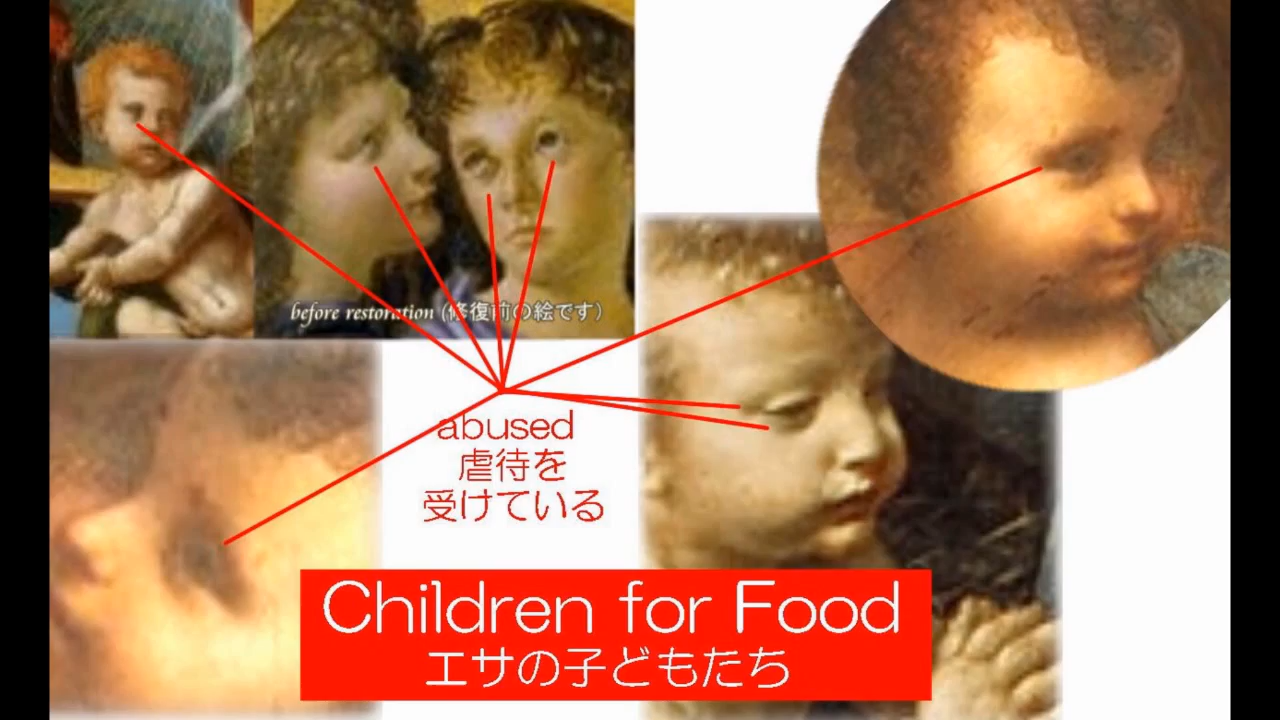 before restoration (修復前の絵です)
abused
虐待を
受けている
Children for Food
エサの子どもたち